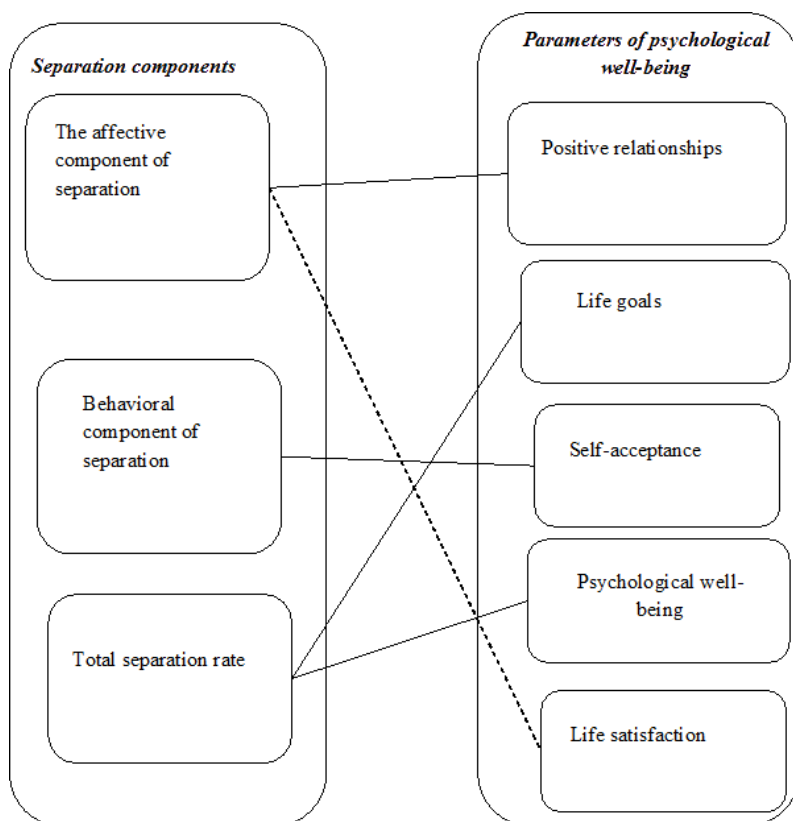 Separation components
The affective
component of
separation
Behavioral
component of
separation
Total separation rate
Parameters of psychological
well-being
Positive relationships
Life goals
Self-acceptance
Psychological well-
being
Life satisfaction